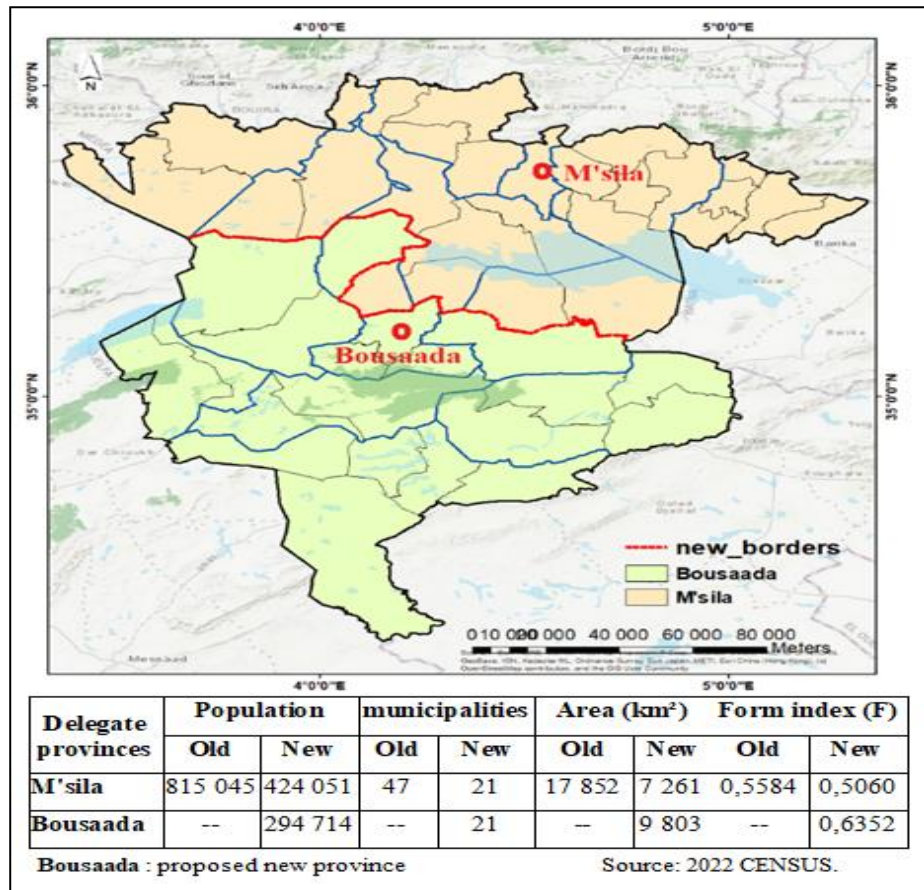 4°0'0"E 5°0'0"E
36°0'0"N
36°0'0"N
N
M'sila
Barika
Bousaada
35°0'0"N
35°0'0"N
new_borders
Bousaada
M'sila
Messaad
40 000 60 000 80 000
Meters
4°0'0"E 5°0'0"E
Delegate provinces Population municipalities Area (km²) Form index (F)
Old New Old New Old New Old New
M'sila 815 045 424 051 47 21 17 852 7 261 0,5584 0,5060
Bousaada -- 294 714 -- 21 -- 9 803 -- 0,6352
Bousaada : proposed new province Source: 2022 CENSUS.